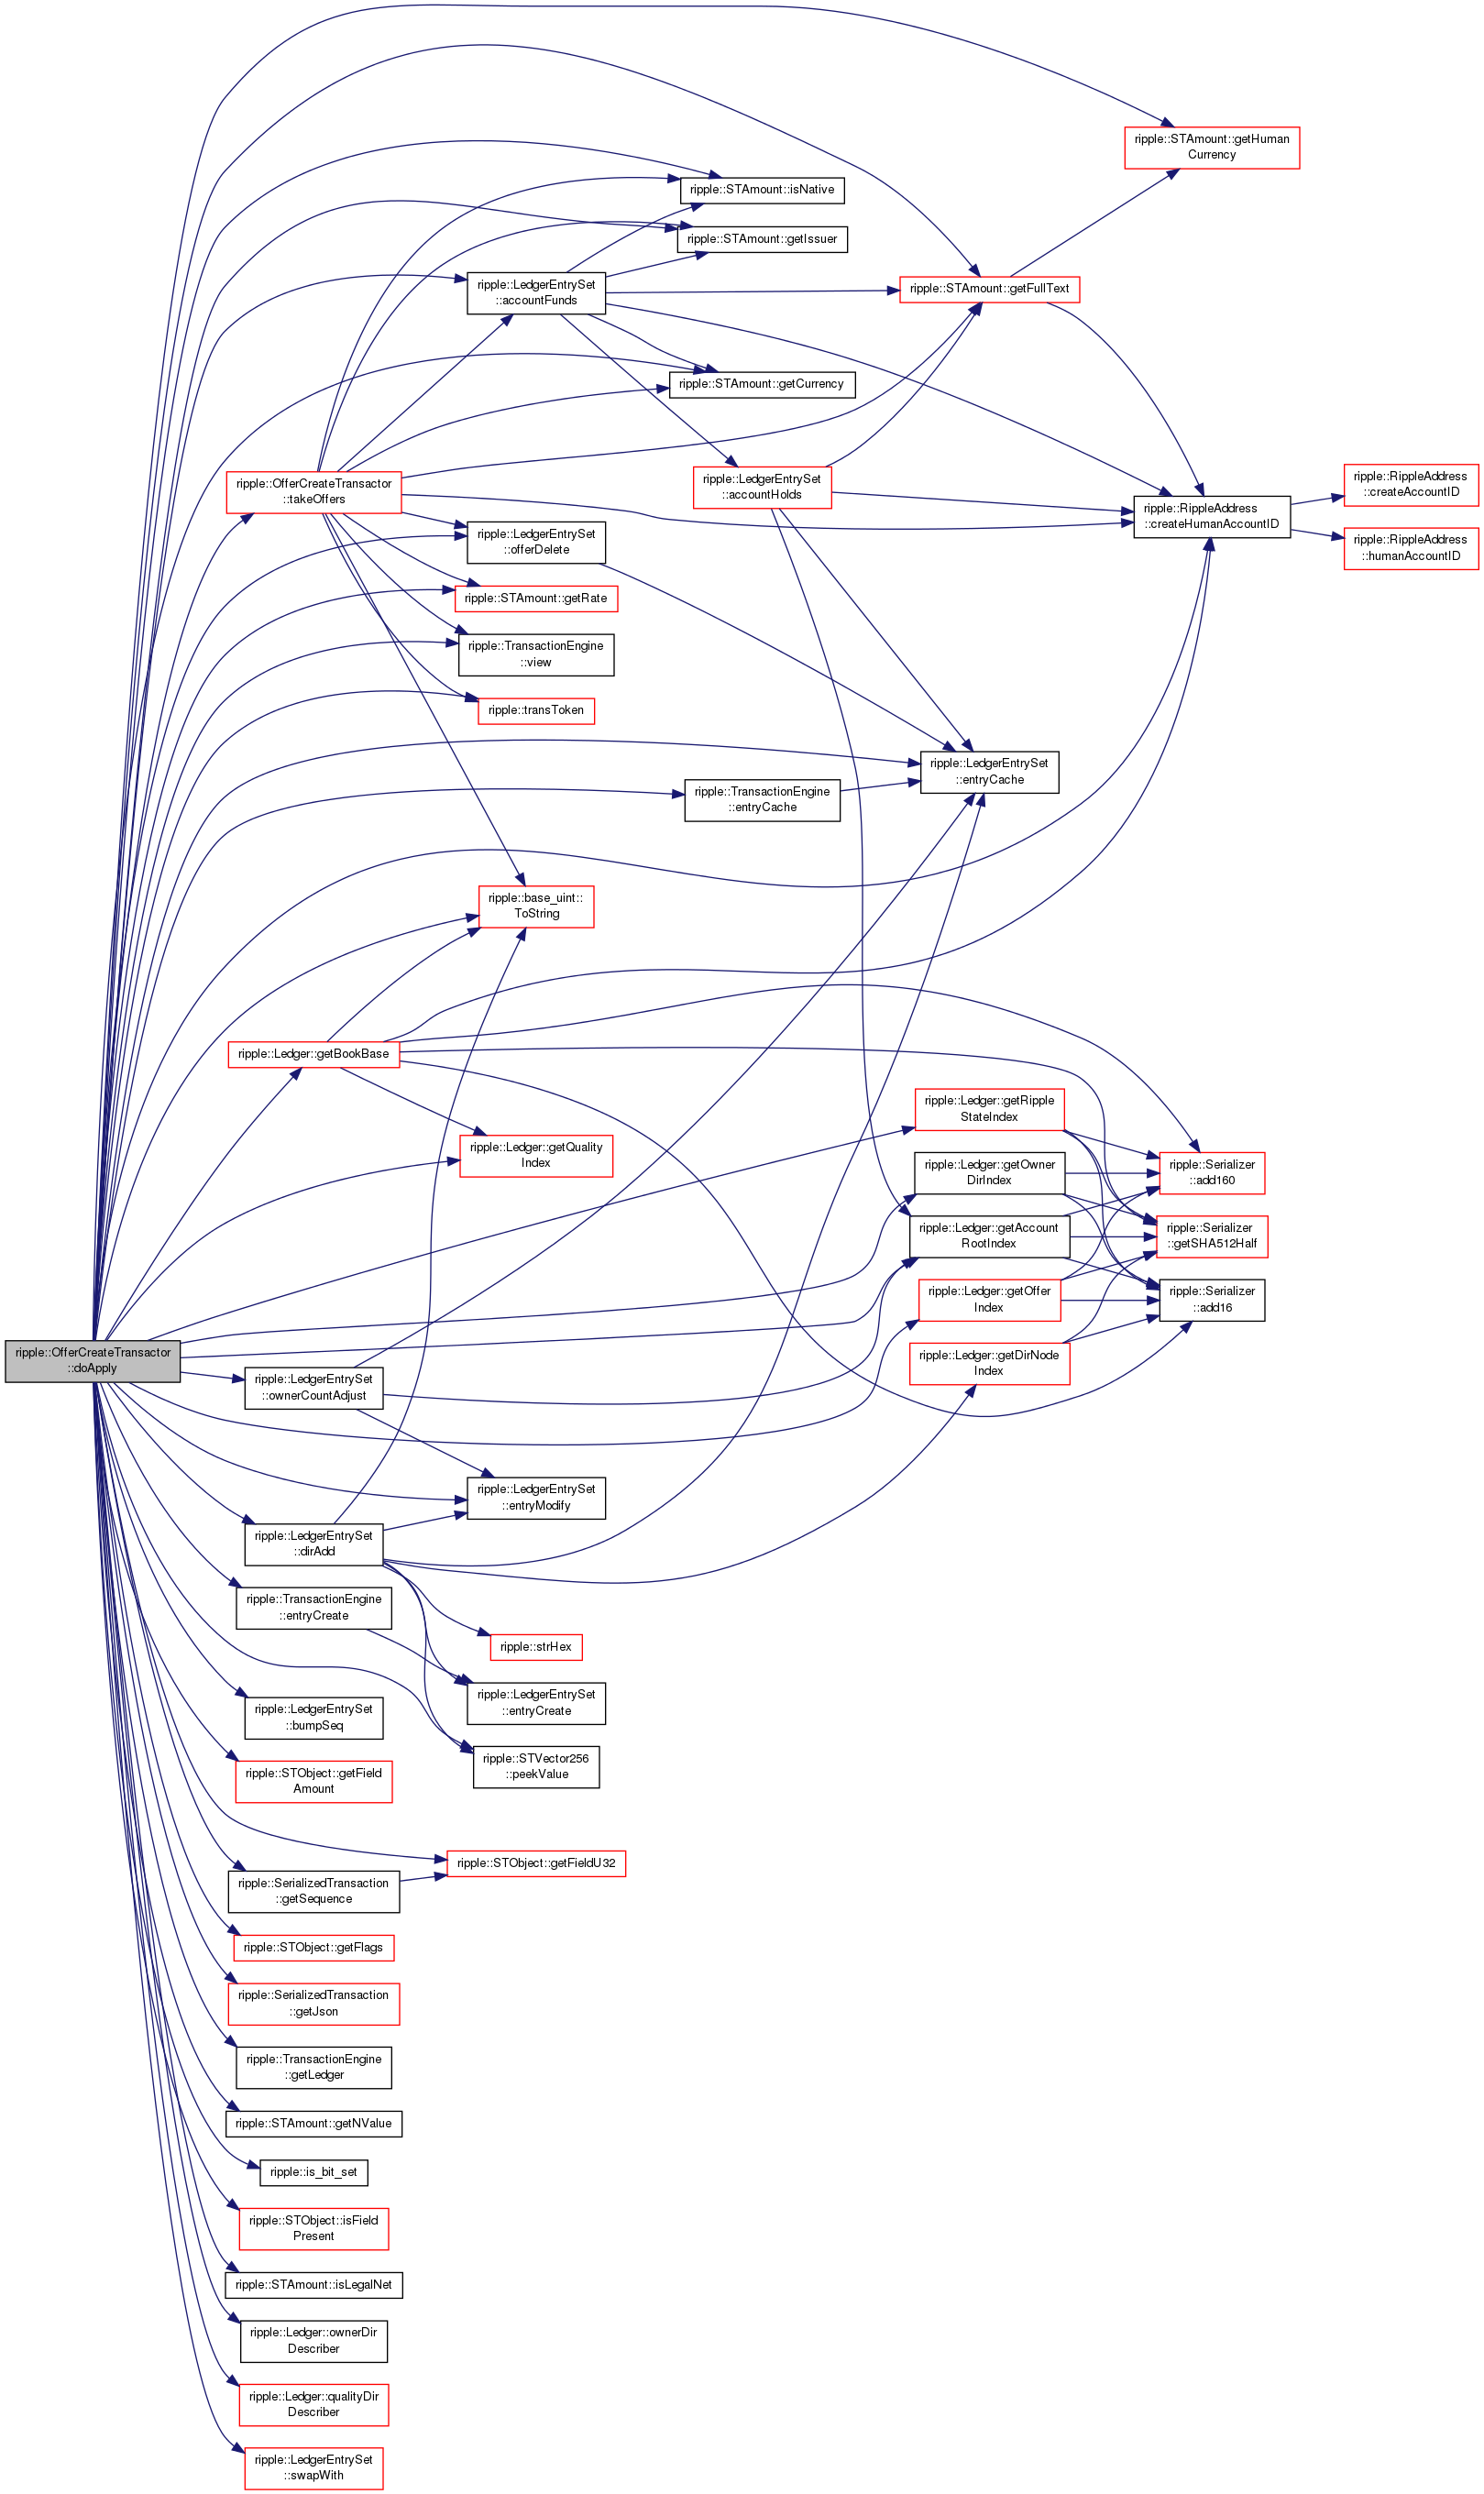 ripple::STAmount::getHuman
Currency
ripple::STAmount::isNative
ripple::STAmount::getIssuer
ripple::LedgerEntrySet
::accountFunds
ripple::STAmount::getFullText
ripple::STAmount::getCurrency
ripple::OfferCreateTransactor
::takeOffers
ripple::LedgerEntrySet
::accountHolds
ripple::RippleAddress
::createAccountID
ripple::RippleAddress
::createHumanAccountID
ripple::LedgerEntrySet
::offerDelete
ripple::RippleAddress
::humanAccountID
ripple::STAmount::getRate
ripple::TransactionEngine
::view
ripple::transToken
ripple::LedgerEntrySet
::entryCache
ripple::TransactionEngine
::entryCache
ripple::base_uint::
ToString
ripple::Ledger::getBookBase
ripple::Ledger::getRipple
StateIndex
ripple::Ledger::getQuality
Index
ripple::Ledger::getOwner
DirIndex
ripple::Serializer
::add160
ripple::Ledger::getAccount
RootIndex
ripple::Serializer
::getSHA512Half
ripple::Ledger::getOffer
Index
ripple::Serializer
::add16
ripple::OfferCreateTransactor
::doApply
ripple::Ledger::getDirNode
Index
ripple::LedgerEntrySet
::ownerCountAdjust
ripple::LedgerEntrySet
::entryModify
ripple::LedgerEntrySet
::dirAdd
ripple::TransactionEngine
::entryCreate
ripple::strHex
ripple::LedgerEntrySet
::entryCreate
ripple::LedgerEntrySet
::bumpSeq
ripple::STVector256
::peekValue
ripple::STObject::getField
Amount
ripple::STObject::getFieldU32
ripple::SerializedTransaction
::getSequence
ripple::STObject::getFlags
ripple::SerializedTransaction
::getJson
ripple::TransactionEngine
::getLedger
ripple::STAmount::getNValue
ripple::is_bit_set
ripple::STObject::isField
Present
ripple::STAmount::isLegalNet
ripple::Ledger::ownerDir
Describer
ripple::Ledger::qualityDir
Describer
ripple::LedgerEntrySet
::swapWith